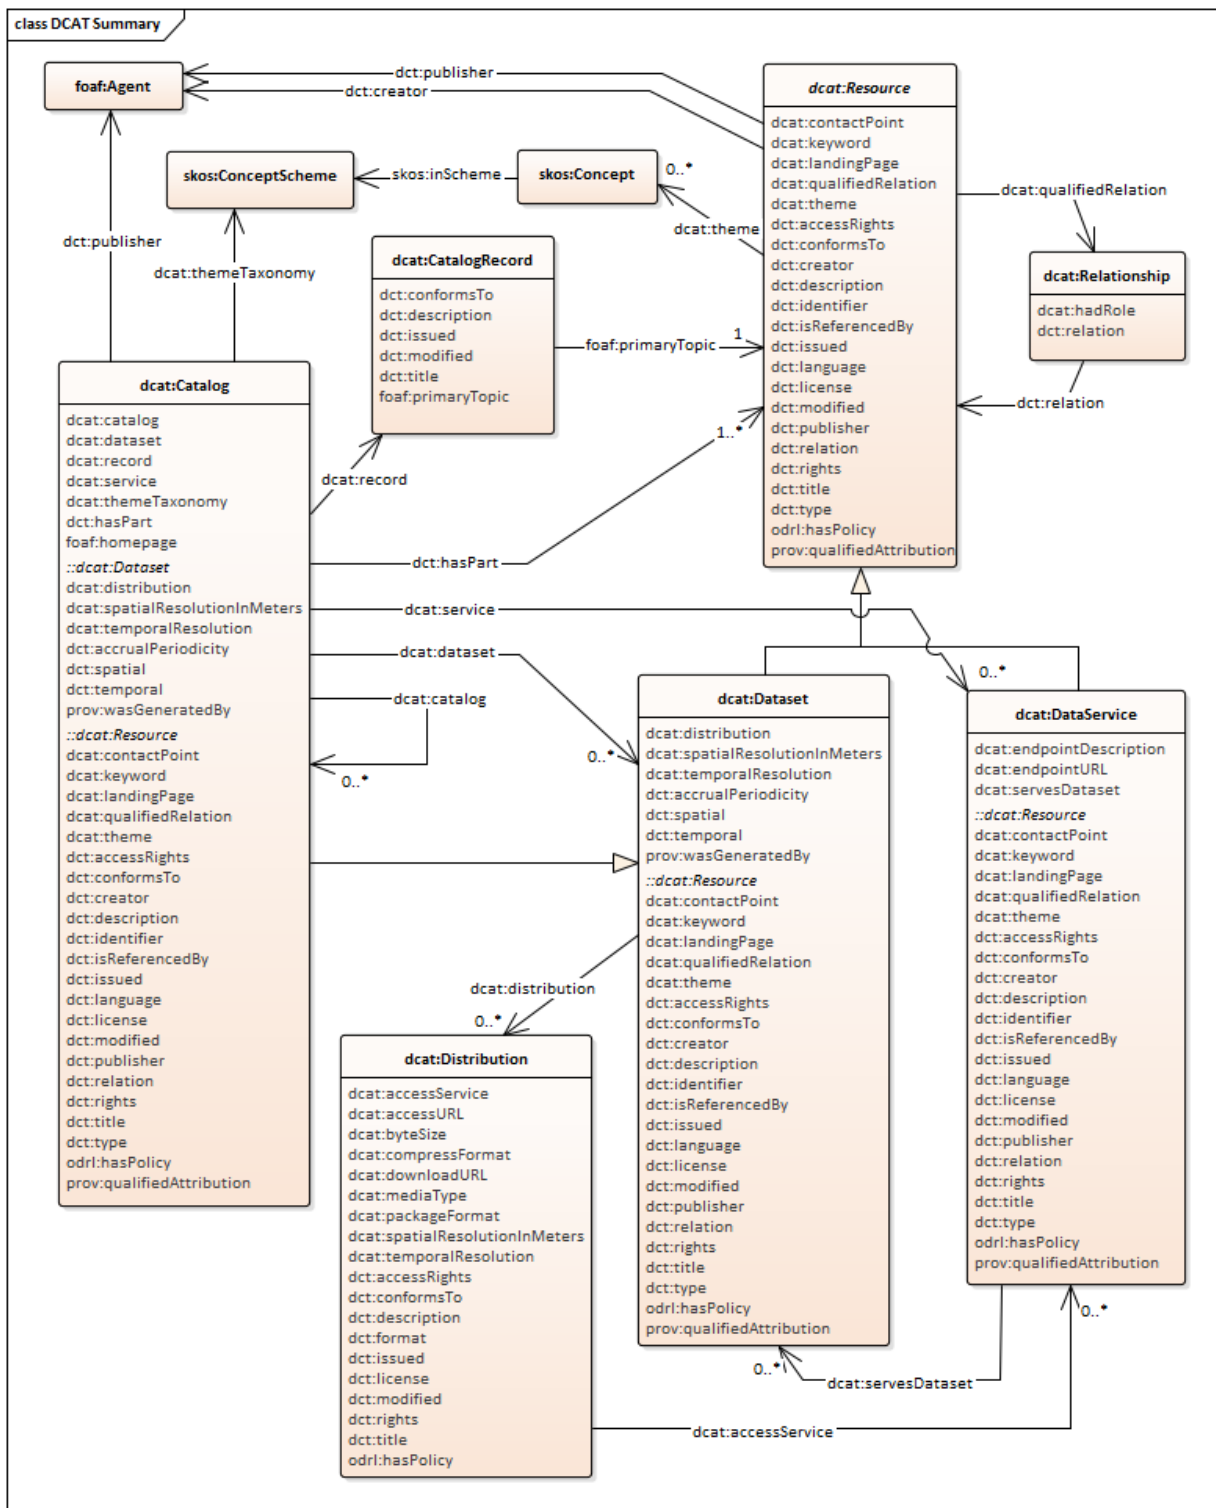 class DCAT Summary
foaf:Agent
dct:publisher
dct:creator
dcat:Resource
dcat:contactPoint
dcat:keyword
dcat:landingPage
dcat:qualifiedRelation
dcat:theme
dct:accessRights
dct:conformsTo
dct:creator
dct:description
dct:identifier
dct:isReferencedBy
dct:issued
dct:language
dct:license
dct:modified
dct:publisher
dct:relation
dct:rights
dct:title
dct:type
odrl:hasPolicy
prov:qualifiedAttribution
skos:ConceptScheme
skos:inScheme
skos:Concept
0..*
dcat:theme
dcat:qualifiedRelation
dcat:Relationship
dcat:hadRole
dct:relation
dct:relation
dct:publisher
dcat:themeTaxonomy
dcat:CatalogRecord
dct:conformsTo
dct:description
dct:issued
dct:modified
dct:title
foaf:primaryTopic
foaf:primaryTopic
1
1..*
dcat:record
dct:hasPart
dcat:service
0..*
dcat:dataset
0..*
dcat:catalog
0..*
dcat:Catalog
dcat:catalog
dcat:dataset
dcat:record
dcat:service
dcat:themeTaxonomy
dct:hasPart
foaf:homepage
::dcat:Dataset
dcat:distribution
dcat:spatialResolutionInMeters
dcat:temporalResolution
dct:accrualPeriodicity
dct:spatial
dct:temporal
prov:wasGeneratedBy
::dcat:Resource
dcat:contactPoint
dcat:keyword
dcat:landingPage
dcat:qualifiedRelation
dcat:theme
dct:accessRights
dct:conformsTo
dct:creator
dct:description
dct:identifier
dct:isReferencedBy
dct:issued
dct:language
dct:license
dct:modified
dct:publisher
dct:relation
dct:rights
dct:title
dct:type
odrl:hasPolicy
prov:qualifiedAttribution
dcat:Dataset
dcat:distribution
dcat:spatialResolutionInMeters
dcat:temporalResolution
dct:accrualPeriodicity
dct:spatial
dct:temporal
prov:wasGeneratedBy
::dcat:Resource
dcat:contactPoint
dcat:keyword
dcat:landingPage
dcat:qualifiedRelation
dcat:theme
dct:accessRights
dct:conformsTo
dct:creator
dct:description
dct:identifier
dct:isReferencedBy
dct:issued
dct:language
dct:license
dct:modified
dct:publisher
dct:relation
dct:rights
dct:title
dct:type
odrl:hasPolicy
prov:qualifiedAttribution
dcat:DataService
dcat:endpointDescription
dcat:endpointURL
dcat:servesDataset
::dcat:Resource
dcat:contactPoint
dcat:keyword
dcat:landingPage
dcat:qualifiedRelation
dcat:theme
dct:accessRights
dct:conformsTo
dct:creator
dct:description
dct:identifier
dct:isReferencedBy
dct:issued
dct:language
dct:license
dct:modified
dct:publisher
dct:relation
dct:rights
dct:title
dct:type
odrl:hasPolicy
prov:qualifiedAttribution
dcat:distribution
0..*
dcat:Distribution
dcat:accessService
dcat:accessURL
dcat:byteSize
dcat:compressFormat
dcat:downloadURL
dcat:mediaType
dcat:packageFormat
dcat:spatialResolutionInMeters
dcat:temporalResolution
dct:accessRights
dct:conformsTo
dct:description
dct:format
dct:issued
dct:license
dct:modified
dct:rights
dct:title
odrl:hasPolicy
0..*
0..*
dcat:servesDataset
dcat:accessService